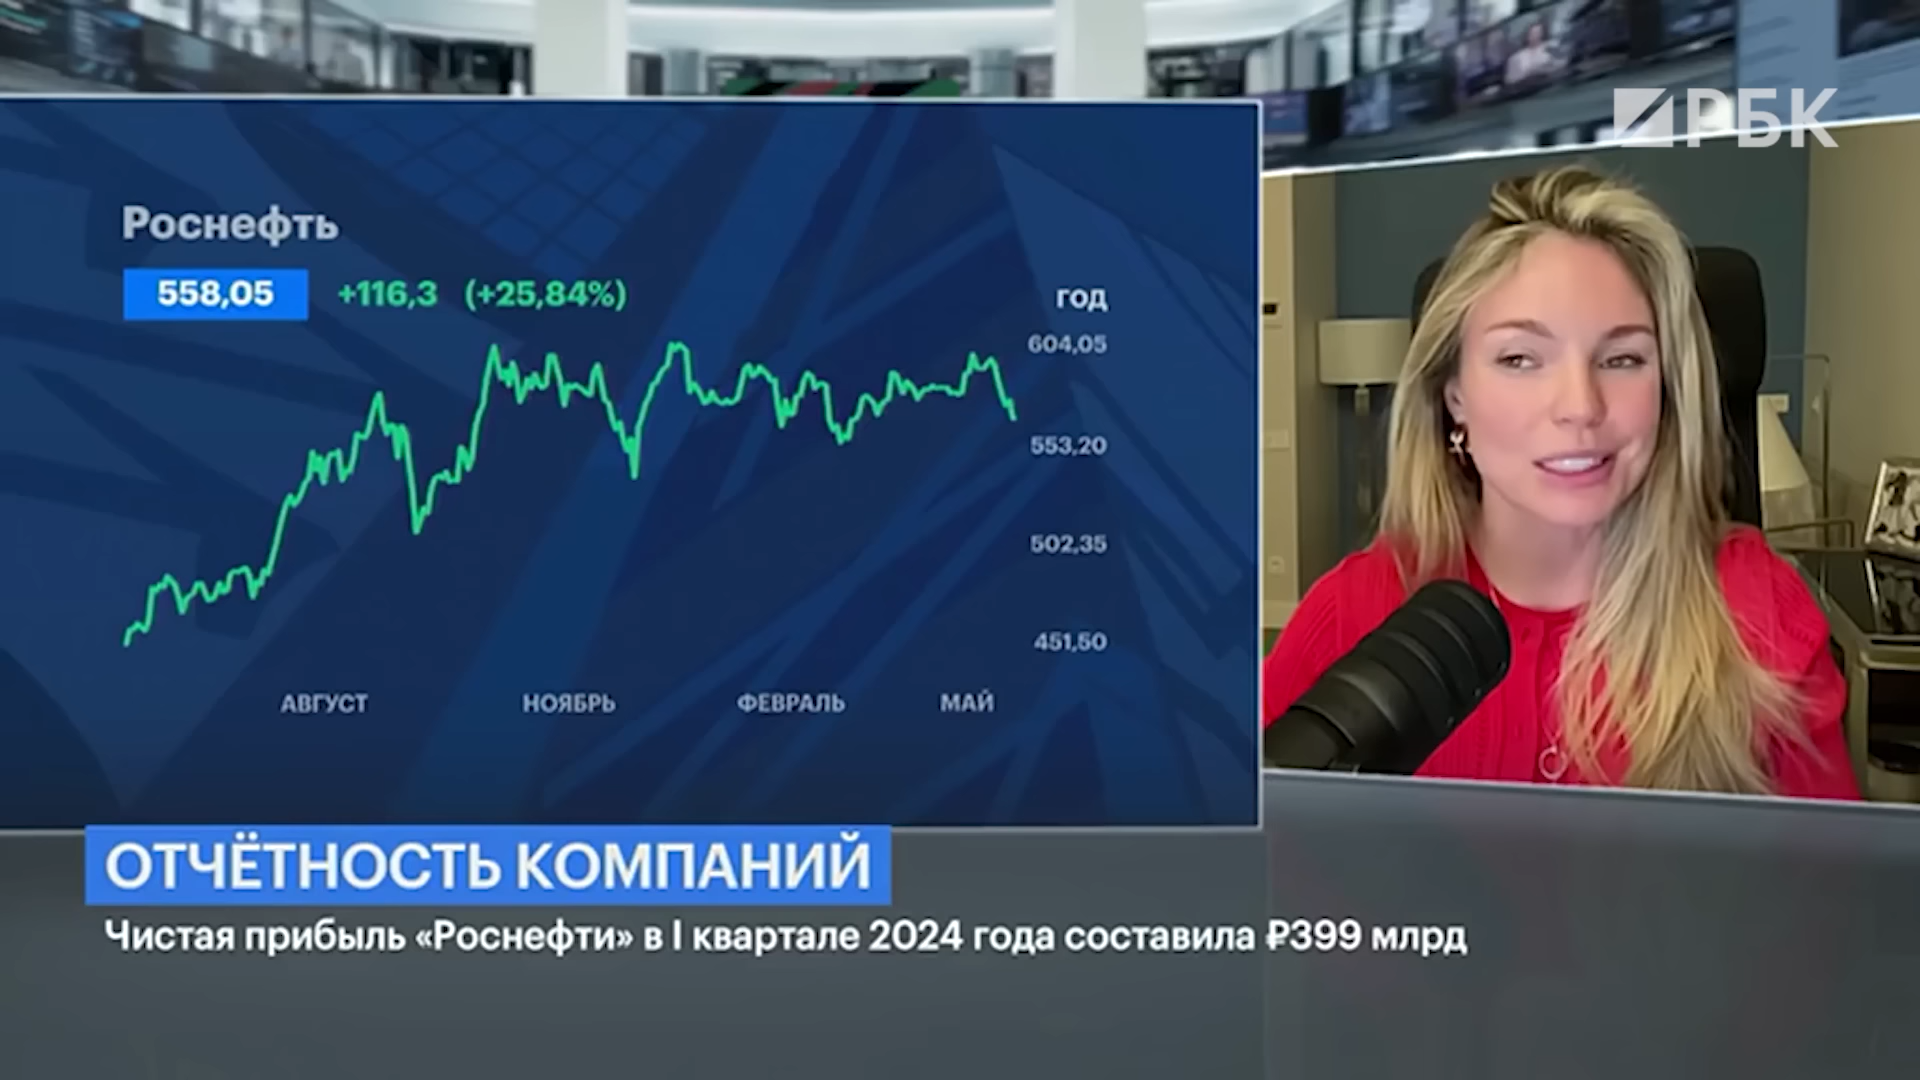 РБК
Роснефть
558,05 +116,3 (+25,84%)
ГОД
604,05
553,20
502,35
451,50
АВГУСТ НОЯБРЬ ФЕВРАЛЬ МАЙ
ОТЧЁТНОСТЬ КОМПАНИЙ
Чистая прибыль «Роснефти» в I квартале 2024 года составила ₽399 млрд